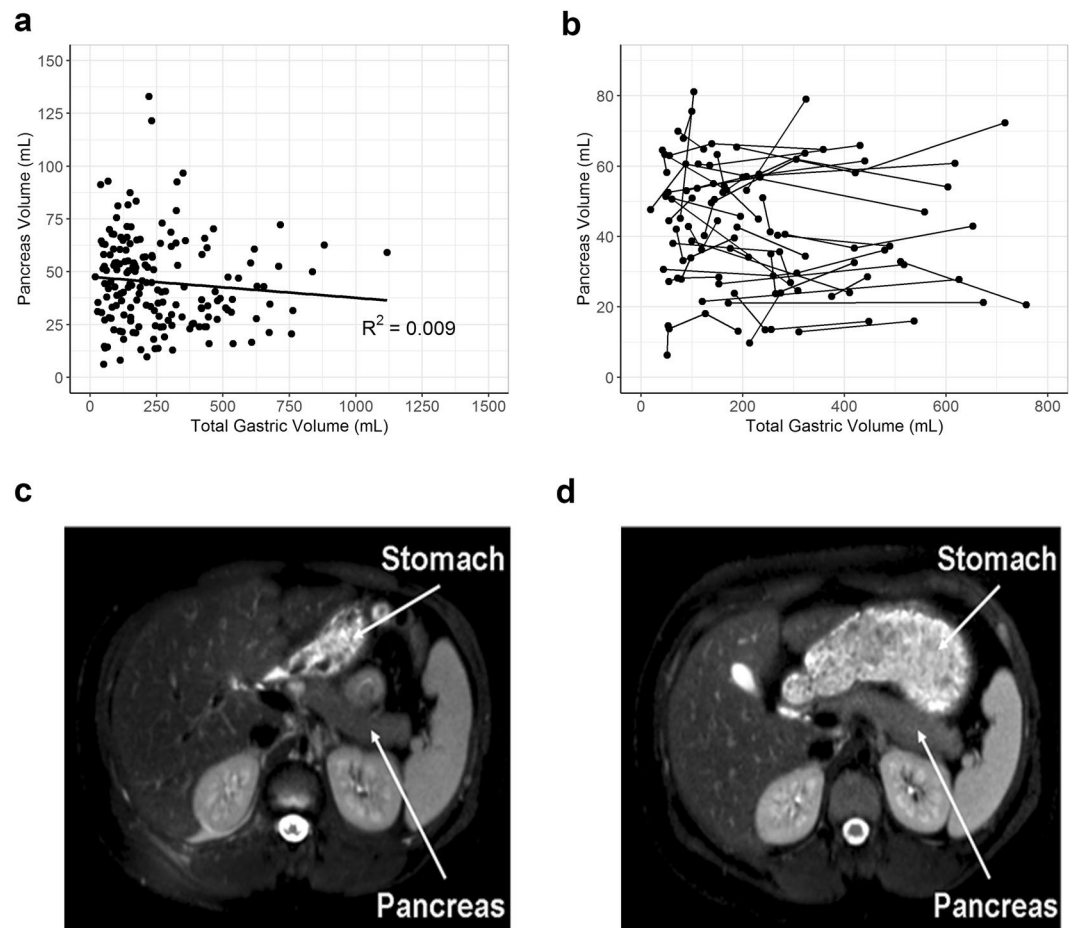 a
150
125
100
75
50
25
0
Pancreas Volume (mL)
R² = 0.009
0 250 500 750 1000 1250 1500
Total Gastric Volume (mL)
b
80
60
40
20
0
Pancreas Volume (mL)
0 200 400 600 800
Total Gastric Volume (mL)
c
Stomach
Pancreas
d
Stomach
Pancreas